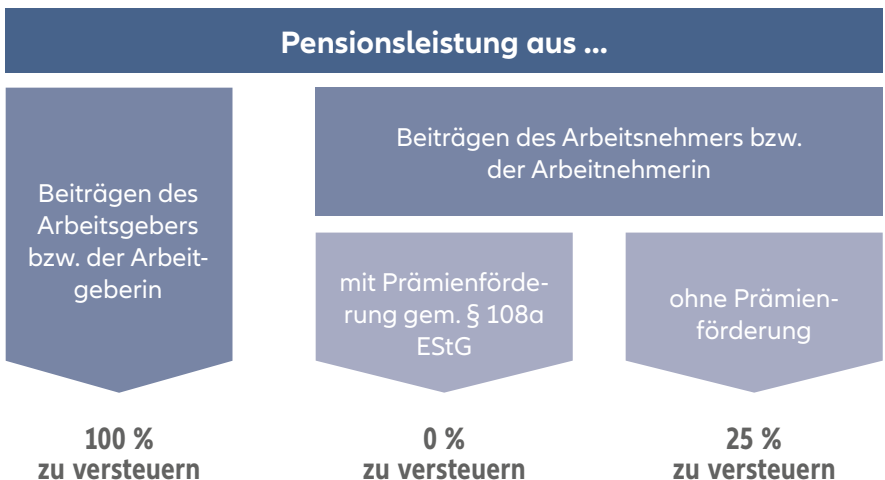 Pensionsleistung aus ...
Beiträgen des
Arbeitsgebers
bzw. der Arbeit-
geberin
Beiträgen des Arbeitsnehmers bzw.
der Arbeitnehmerin
mit Prämienförde-
rung gem. § 108a
EStG
ohne Prämien-
förderung
100 %
zu versteuern
0 %
zu versteuern
25 %
zu versteuern